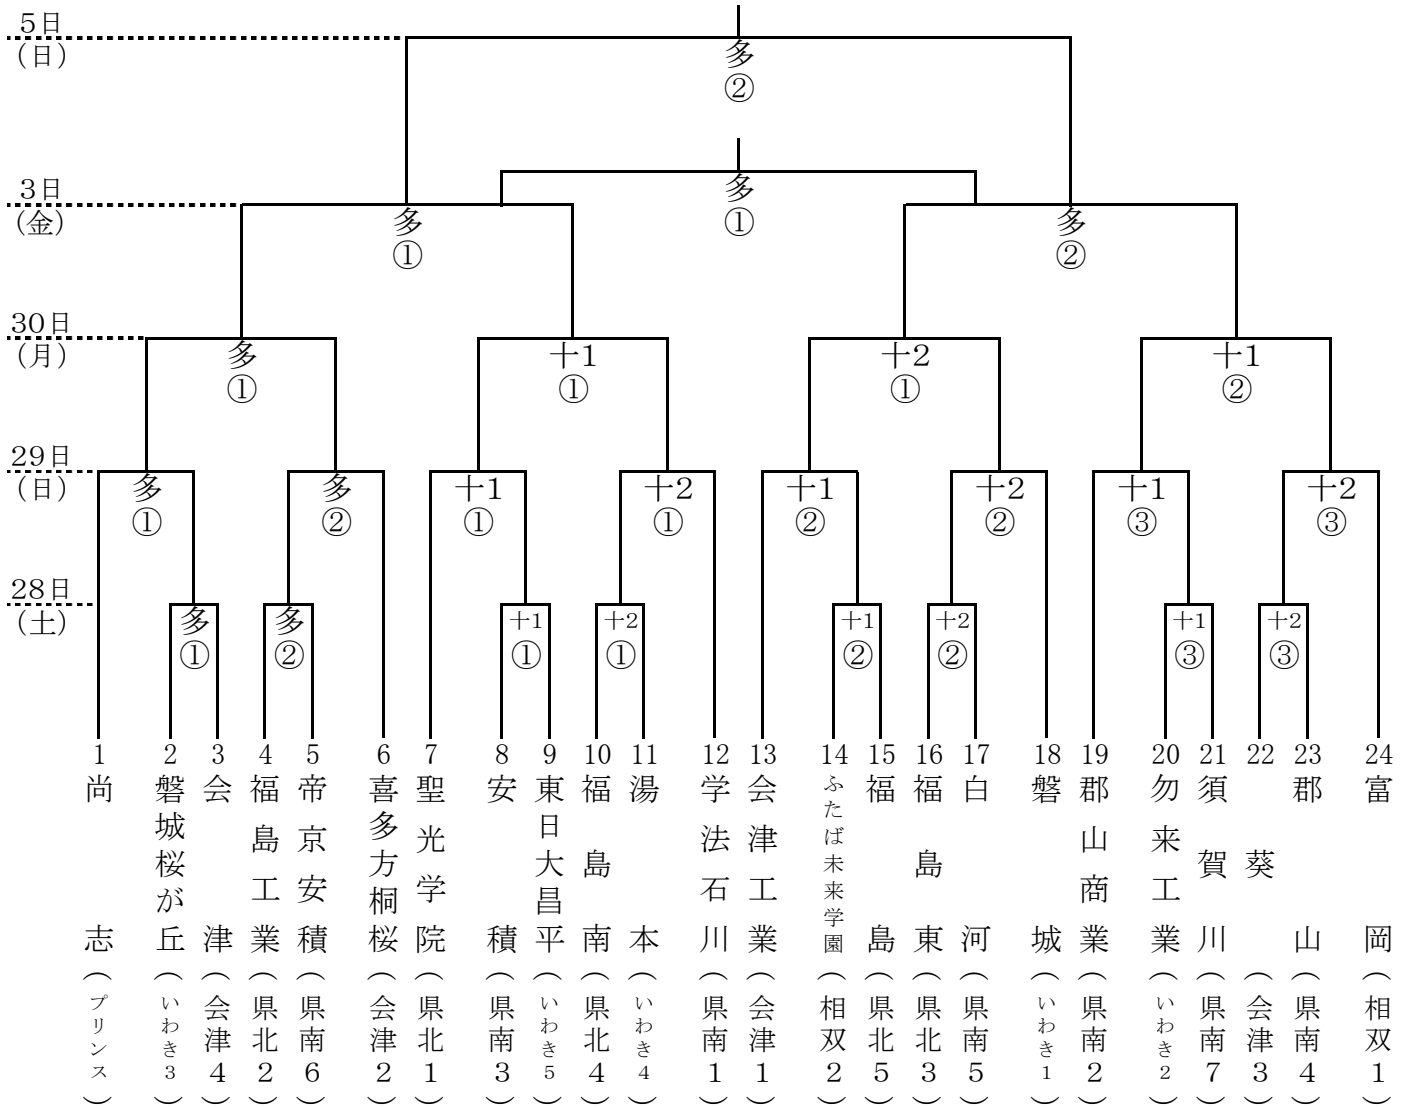 5日
（日）
多
②
3日
（金）
多
①
多
①
多
②
30日
（月）
多
①
十1
①
十2
①
十1
②
29日
（日）
多
①
多
②
十1
①
十2
①
十1
②
十2
②
十1
③
十2
③
28日
（土）
多
①
多
②
十1
①
十2
①
十1
②
十2
②
十1
③
十2
③
1 尚志（プリンス）
2 磐城桜が丘（いわき3）
3 会津（会津4）
4 福島工業（県北2）
5 帝京安積（県南6）
6 喜多方桐桜（会津2）
7 聖光学院（県北1）
8 安積（県南3）
9 東日大昌平（いわき5）
10 福島南（県北4）
11 湯本（いわき4）
12 学法石川（県南1）
13 会津工業（会津1）
14 ふたば未来学園（相双2）
15 福島（県北5）
16 福島東（県北3）
17 白河（県南5）
18 磐城（いわき1）
19 郡山商業（県南2）
20 勿来工業（いわき2）
21 須賀川（県南7）
22 葵（会津3）
23 郡山（県南4）
24 富岡（相双1）